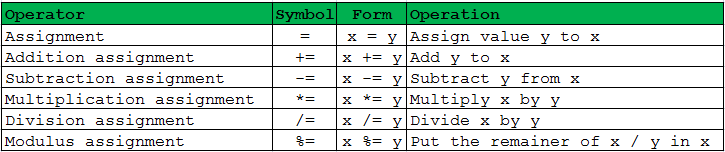 Operator Symbol Form Operation
Assignment = x = y Assign value y to x
Addition assignment += x += y Add y to x
Subtraction assignment -= x -= y Subtract y from x
Multiplication assignment *= x *= y Multiply x by y
Division assignment /= x /= y Divide x by y
Modulus assignment %= x %= y Put the remainer of x / y in x